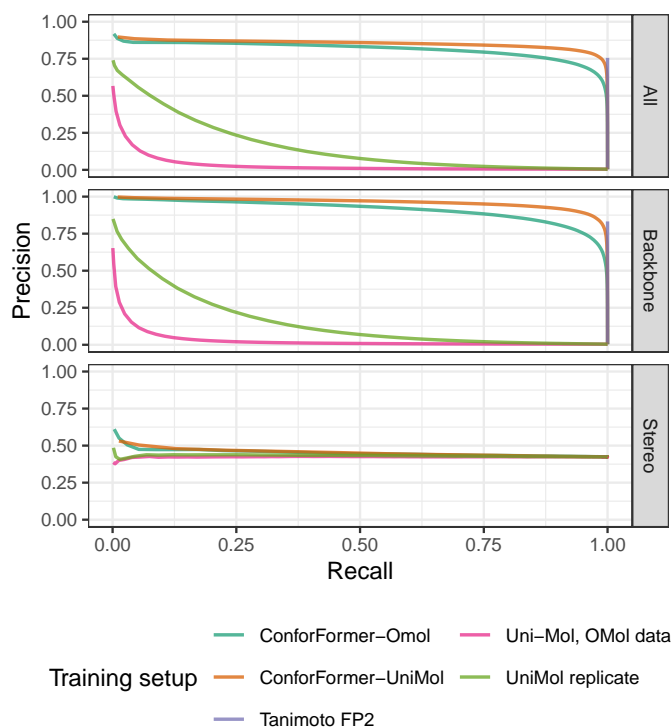 1.00
0.75
0.50
0.25
0.00
All
1.00
0.75
0.50
0.25
0.00
Backbone
Precision
1.00
0.75
0.50
0.25
0.00
Stereo
0.00 0.25 0.50 0.75 1.00
Recall
Training setup
ConforFormer−Omol
ConforFormer−UniMol
Tanimoto FP2
Uni−Mol, OMol data
UniMol replicate